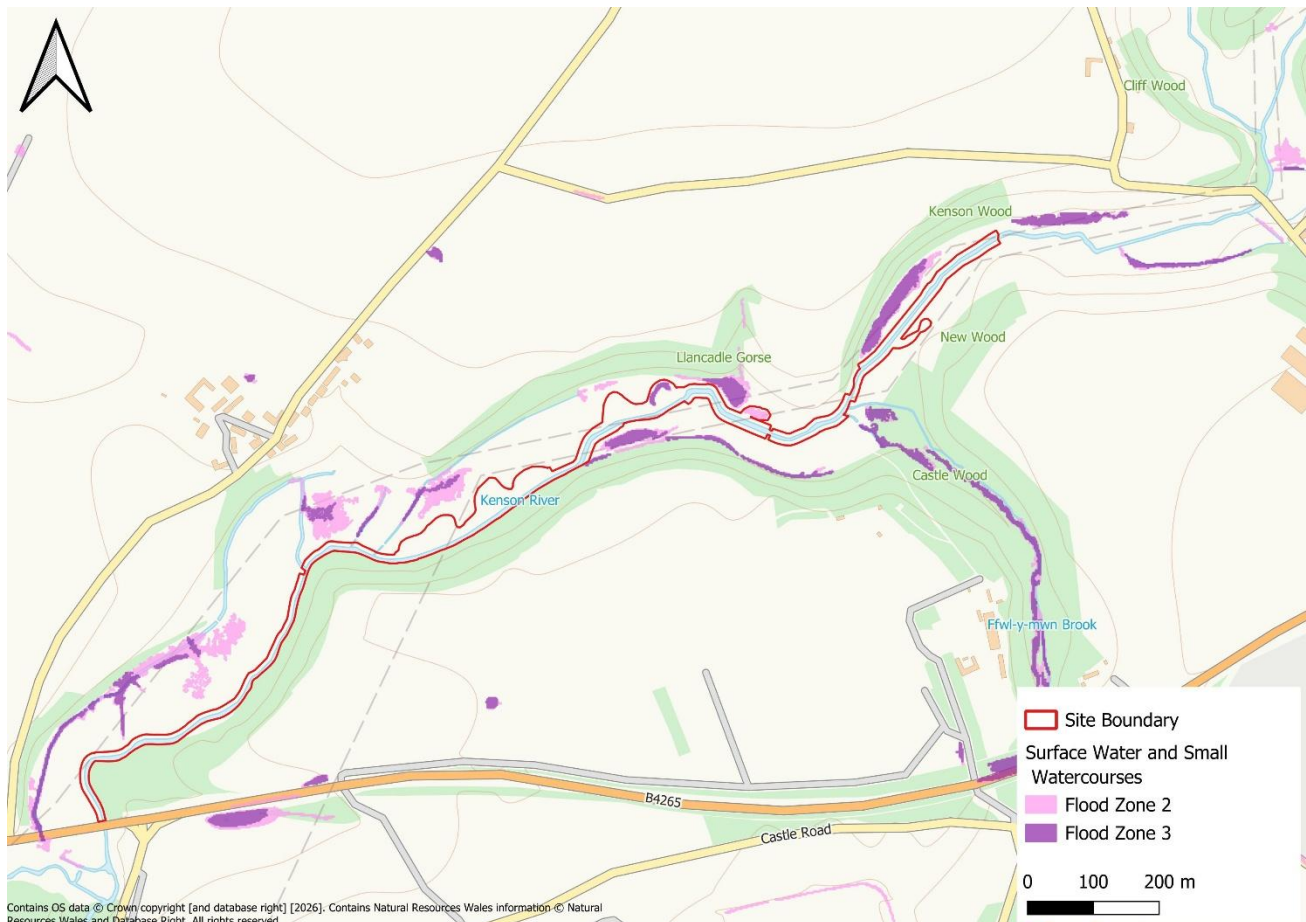 Cliff Wood
Kenson Wood
New Wood
Llancadle Gorse
Castle Wood
Kenson River
Ffwl-y-mwn Brook
B4265
Castle Road
Site Boundary
Surface Water and Small
Watercourses
Flood Zone 2
Flood Zone 3
0 100 200 m
Contains OS data © Crown copyright [and database right] [2026]. Contains Natural Resources Wales information © Natural
Resources Wales and Database Right. All rights reserved